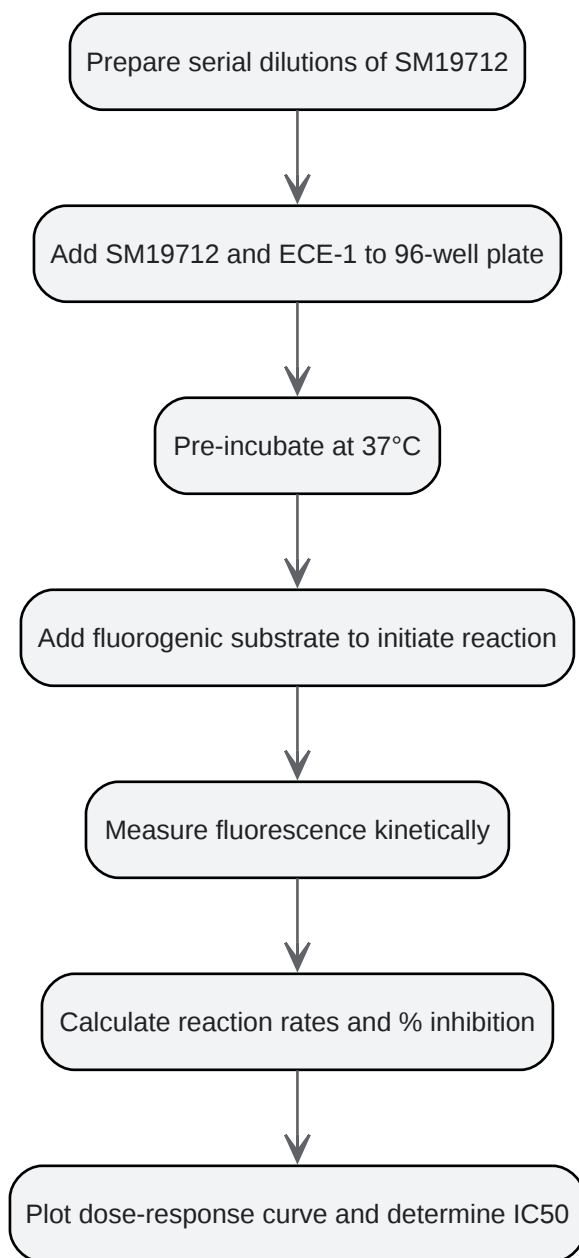 Prepare serial dilutions of SM19712
Add SM19712 and ECE-1 to 96-well plate
Pre-incubate at 37°C
Add fluorogenic substrate to initiate reaction
Measure fluorescence kinetically
Calculate reaction rates and % inhibition
Plot dose-response curve and determine IC50